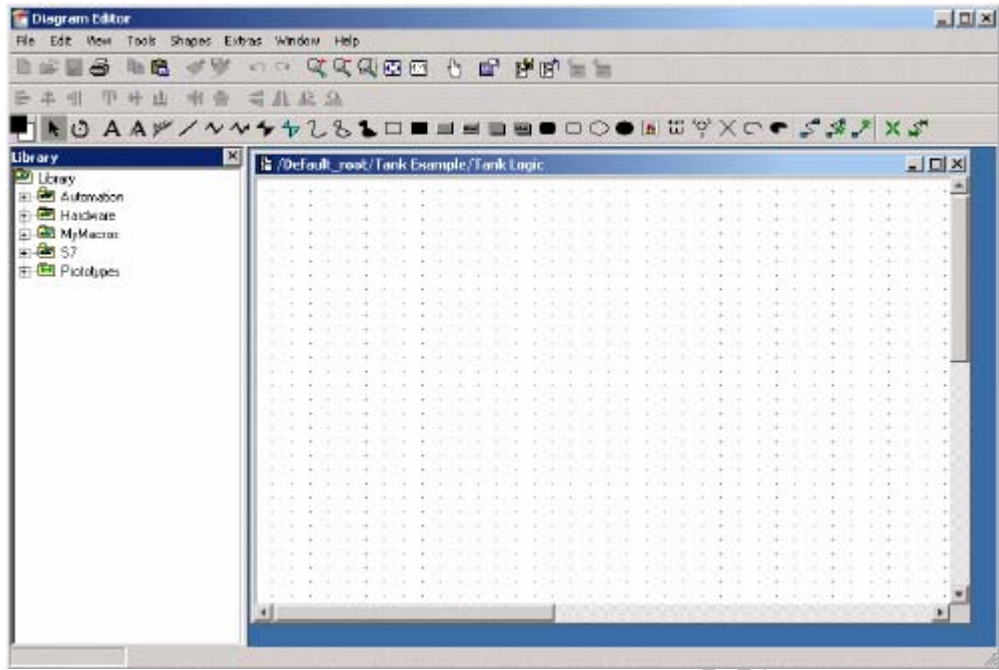 Diagram Editor
File Edit View Tools Shapes Extras Window Help
Library
Library
Automation
Hardware
MyMacros
S7
Prototypes
/Default_root/Tank Example/Tank Logic